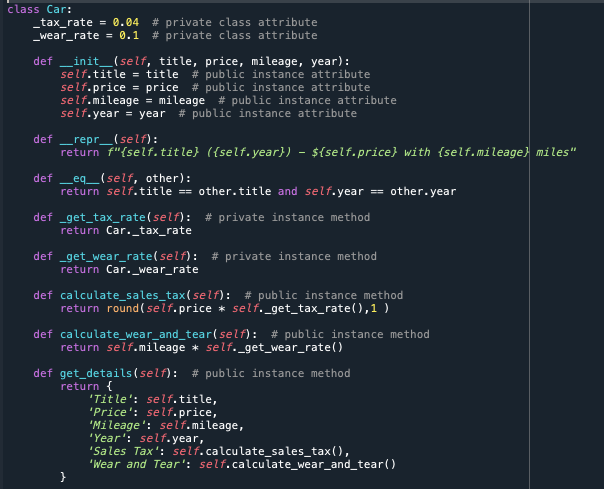 class Car:
    _tax_rate = 0.04  # private class attribute
    _wear_rate = 0.1  # private class attribute

    def __init__(self, title, price, mileage, year):
        self.title = title  # public instance attribute
        self.price = price  # public instance attribute
        self.mileage = mileage  # public instance attribute
        self.year = year  # public instance attribute

    def __repr__(self):
        return f"{self.title} ({self.year}) - ${self.price} with {self.mileage} miles"

    def __eq__(self, other):
        return self.title == other.title and self.year == other.year

    def _get_tax_rate(self):  # private instance method
        return Car._tax_rate

    def _get_wear_rate(self):  # private instance method
        return Car._wear_rate

    def calculate_sales_tax(self):  # public instance method
        return round(self.price * self._get_tax_rate(),1 )

    def calculate_wear_and_tear(self):  # public instance method
        return self.mileage * self._get_wear_rate()

    def get_details(self):  # public instance method
        return {
            'Title': self.title,
            'Price': self.price,
            'Mileage': self.mileage,
            'Year': self.year,
            'Sales Tax': self.calculate_sales_tax(),
            'Wear and Tear': self.calculate_wear_and_tear()
        }